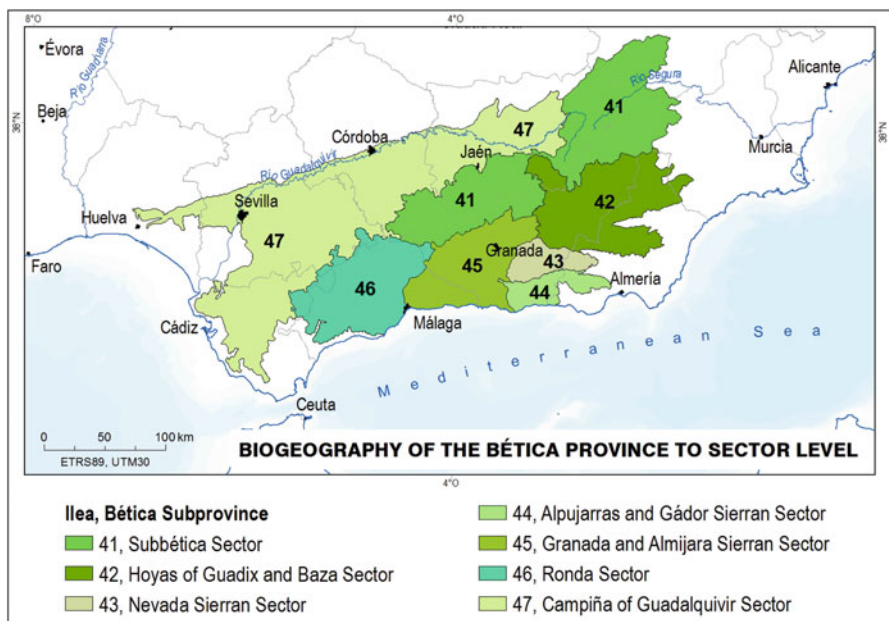 8°0
4°0
Évora
Río Guadiana
Beja
38°N
Río Segura
Alicante
41
47
Córdoba
Jaén
Murcia
38°N
Río Guadalquivir
Sevilla
41
42
Huelva
47
Granada
43
Faro
45
46
44
Almería
Cádiz
Málaga
Mediterranean Sea
Ceuta
0 50 100 km
ETRS89, UTM30
BIOGEOGRAPHY OF THE BÉTICA PROVINCE TO SECTOR LEVEL
4°O
IIea, Bética Subprovince
41, Subbética Sector
42, Hoyas of Guadix and Baza Sector
43, Nevada Sierran Sector
44, Alpujarras and Gádor Sierran Sector
45, Granada and Almijara Sierran Sector
46, Ronda Sector
47, Campiña of Guadalquivir Sector